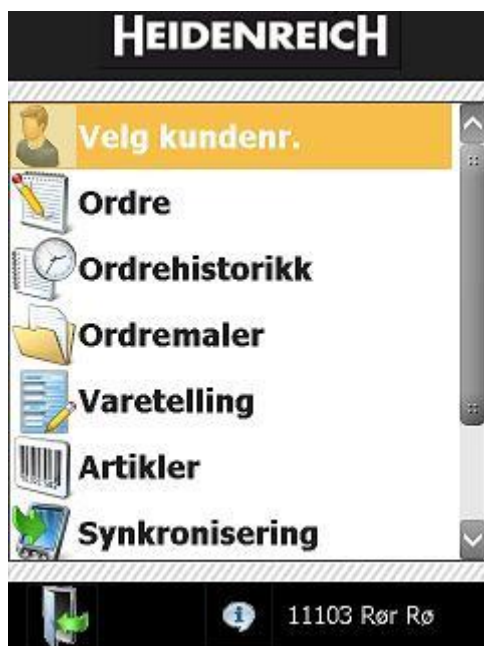 HEIDENREICH
Velg kundenr.
Ordre
Ordrehistorikk
Ordremaler
Varetelling
Artikler
Synkronisering
11103 Rør Rø